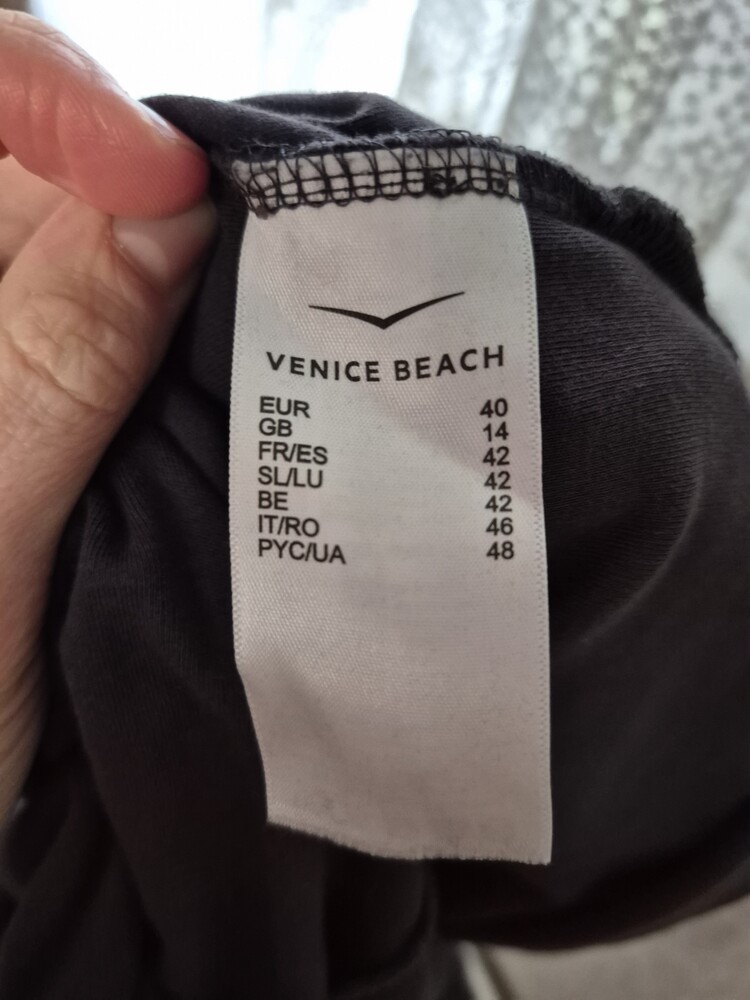 VENICE BEACH
EUR 40
GB 14
FR/ES 42
SL/LU 42
BE 42
IT/RO 46
PYC/UA 48